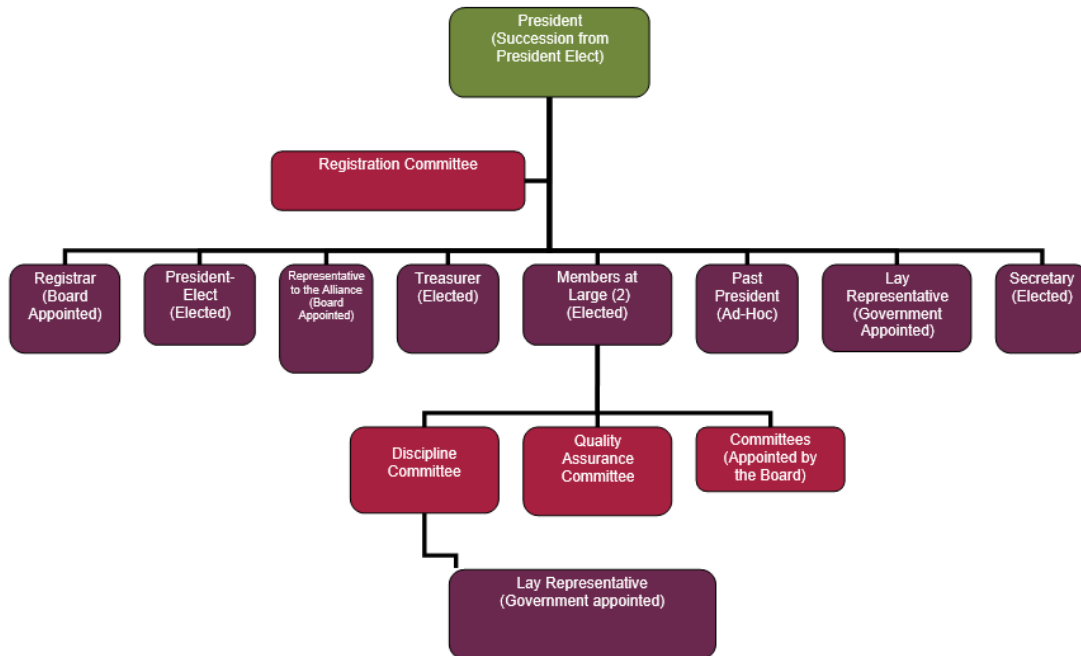 President
(Succession from
President Elect)
Registration Committee
Registrar
(Board
Appointed)
President-
Elect
(Elected)
Representative
to the Alliance
(Board
Appointed)
Treasurer
(Elected)
Members at
Large (2)
(Elected)
Past
President
(Ad-Hoc)
Lay
Representative
(Government
Appointed)
Secretary
(Elected)
Discipline
Committee
Quality
Assurance
Committee
Committees
(Appointed by
the Board)
Lay Representative
(Government appointed)